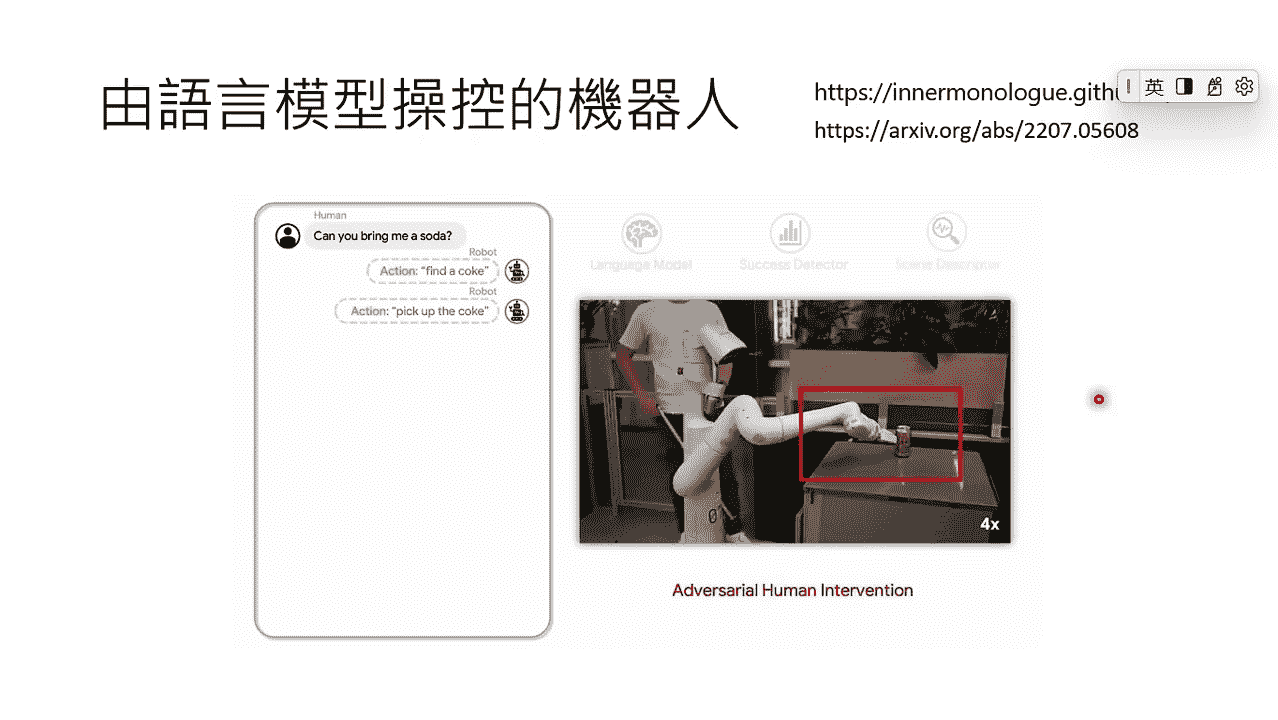 由語言模型操控的機器人
https://innermonologue.gith
英
https://arxiv.org/abs/2207.05608
Human
Can you bring me a soda?
Robot
Action: “find a coke”
Robot
Action: “pick up the coke”
Language Model
Success Detector
Scene Descriptor
4x
Adversarial Human Intervention